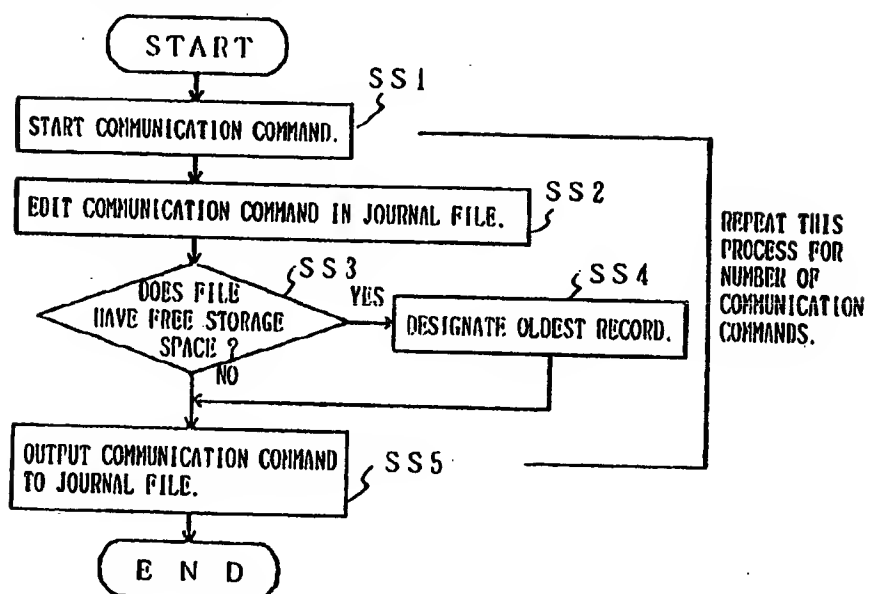 START
SS1
START COMMUNICATION COMMAND.
SS2
EDIT COMMUNICATION COMMAND IN JOURNAL FILE.
SS3
DOES FILE
HAVE FREE STORAGE
SPACE ?
YES
NO
SS4
DESIGNATE OLDEST RECORD.
OUTPUT COMMUNICATION COMMAND
TO JOURNAL FILE.
SS5
END
REPEAT THIS
PROCESS FOR
NUMBER OF
COMMUNICATION
COMMANDS.